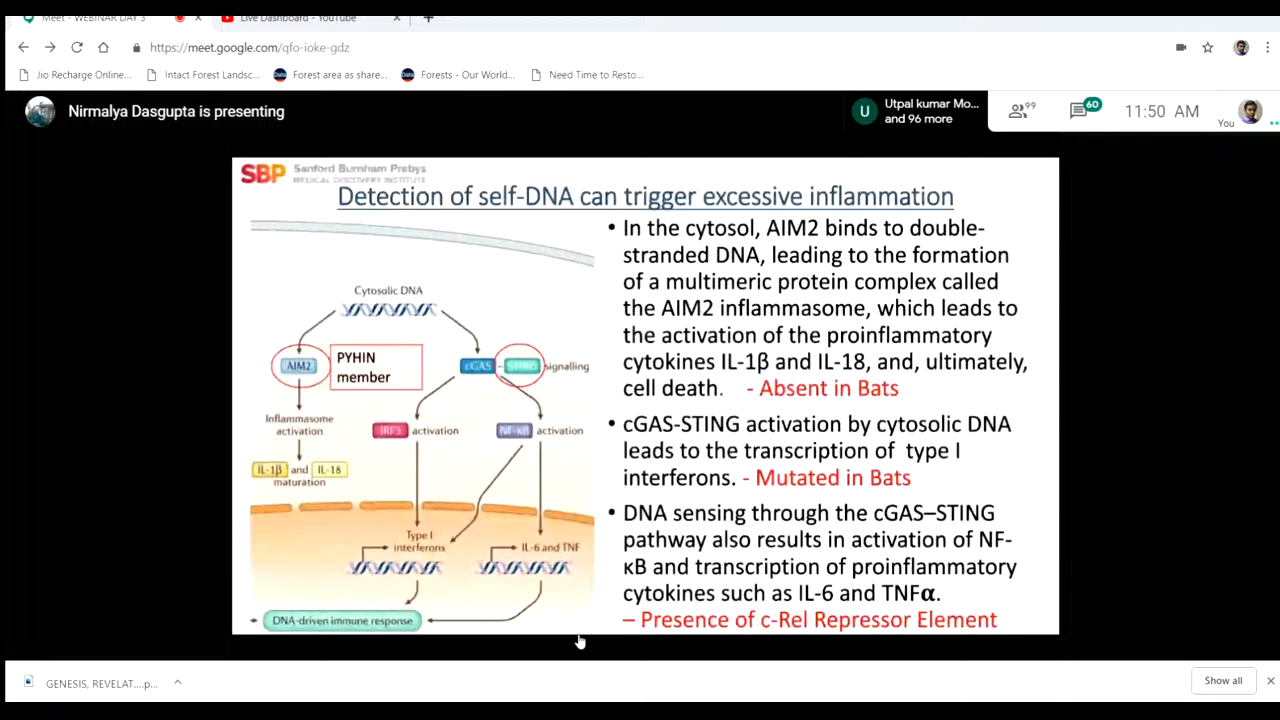 Meet - WEBINAR DAY 3
Live Dashboard - YouTube
https://meet.google.com/qfo-ioke-gdz
Jio Recharge Online...
Intact Forest Landsc...
Forest area as share...
Forests - Our World...
Need Time to Resto...
Nirmalya Dasgupta is presenting
U
Utpal kumar Mo...
and 96 more
99
60
11:50 AM
You
SBP Sanford Burnham Prebys
MEDICAL DISCOVERY INSTITUTE
Detection of self-DNA can trigger excessive inflammation
Cytosolic DNA
AIM2
PYHIN
member
cGAS - STING signalling
Inflammasome
activation
IRF3 activation
NF-κB activation
IL-1β and IL-18
maturation
Type I
interferons
IL-6 and TNF
DNA-driven immune response
• In the cytosol, AIM2 binds to double-
stranded DNA, leading to the formation
of a multimeric protein complex called
the AIM2 inflammasome, which leads to
the activation of the proinflammatory
cytokines IL-1β and IL-18, and, ultimately,
cell death. - Absent in Bats
• cGAS-STING activation by cytosolic DNA
leads to the transcription of type I
interferons. - Mutated in Bats
• DNA sensing through the cGAS–STING
pathway also results in activation of NF-
κB and transcription of proinflammatory
cytokines such as IL-6 and TNFα.
– Presence of c-Rel Repressor Element
GENESIS, REVELAT....p...
Show all